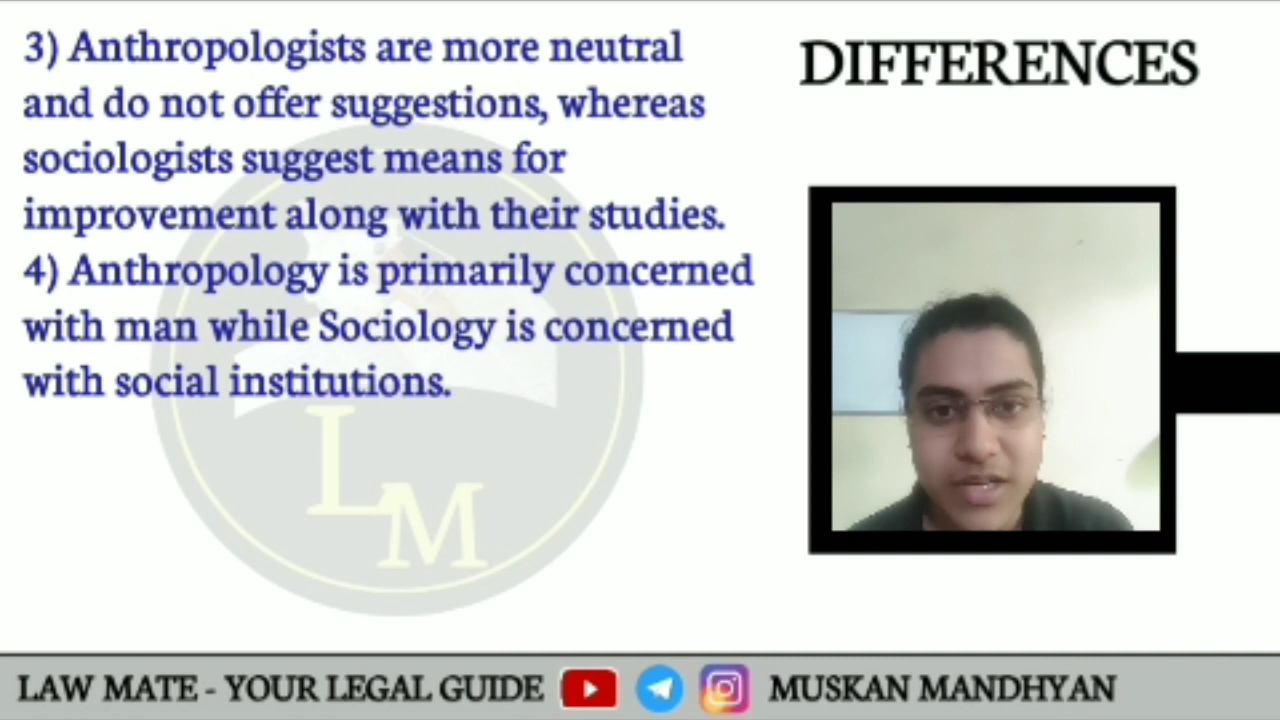 3) Anthropologists are more neutral
and do not offer suggestions, whereas
sociologists suggest means for
improvement along with their studies.
4) Anthropology is primarily concerned
with man while Sociology is concerned
with social institutions.
LM
DIFFERENCES
LAW MATE - YOUR LEGAL GUIDE MUSKAN MANDHYAN